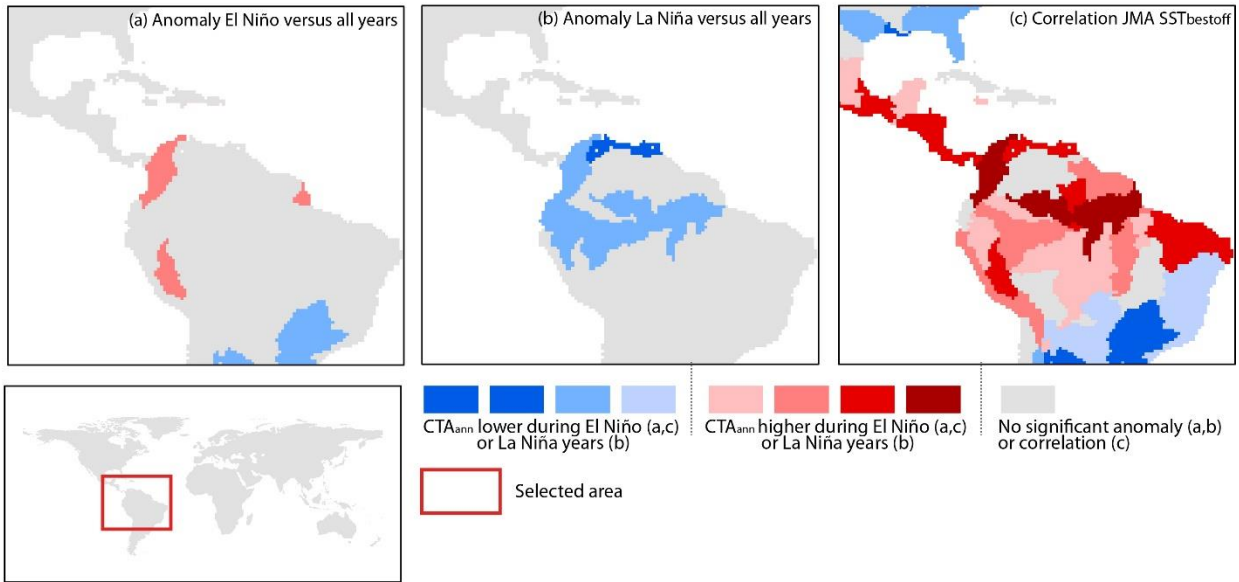 (a) Anomaly El Niño versus all years
(b) Anomaly La Niña versus all years
(c) Correlation JMA SSTbestoff
CTAann lower during El Niño (a,c)
or La Niña years (b)
CTAann higher during El Niño (a,c)
or La Niña years (b)
No significant anomaly (a,b)
or correlation (c)
Selected area